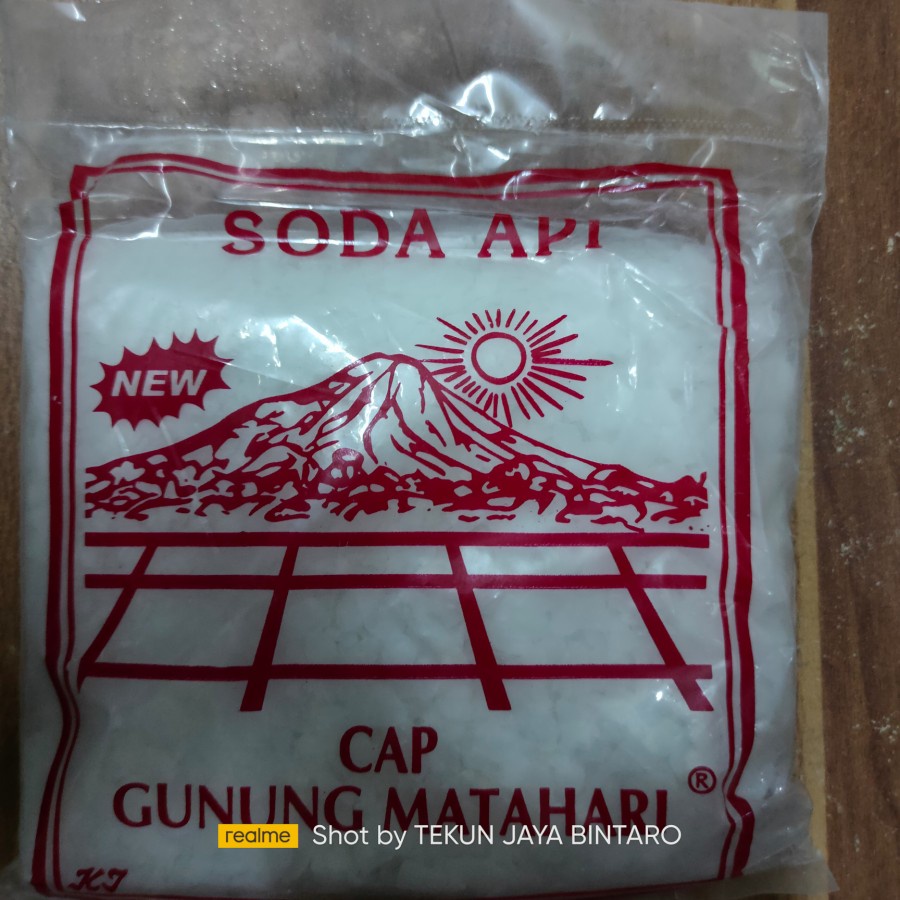 SODA API
NEW
CAP
GUNUNG MATAHARI ®
realme Shot by TEKUN JAYA BINTARO